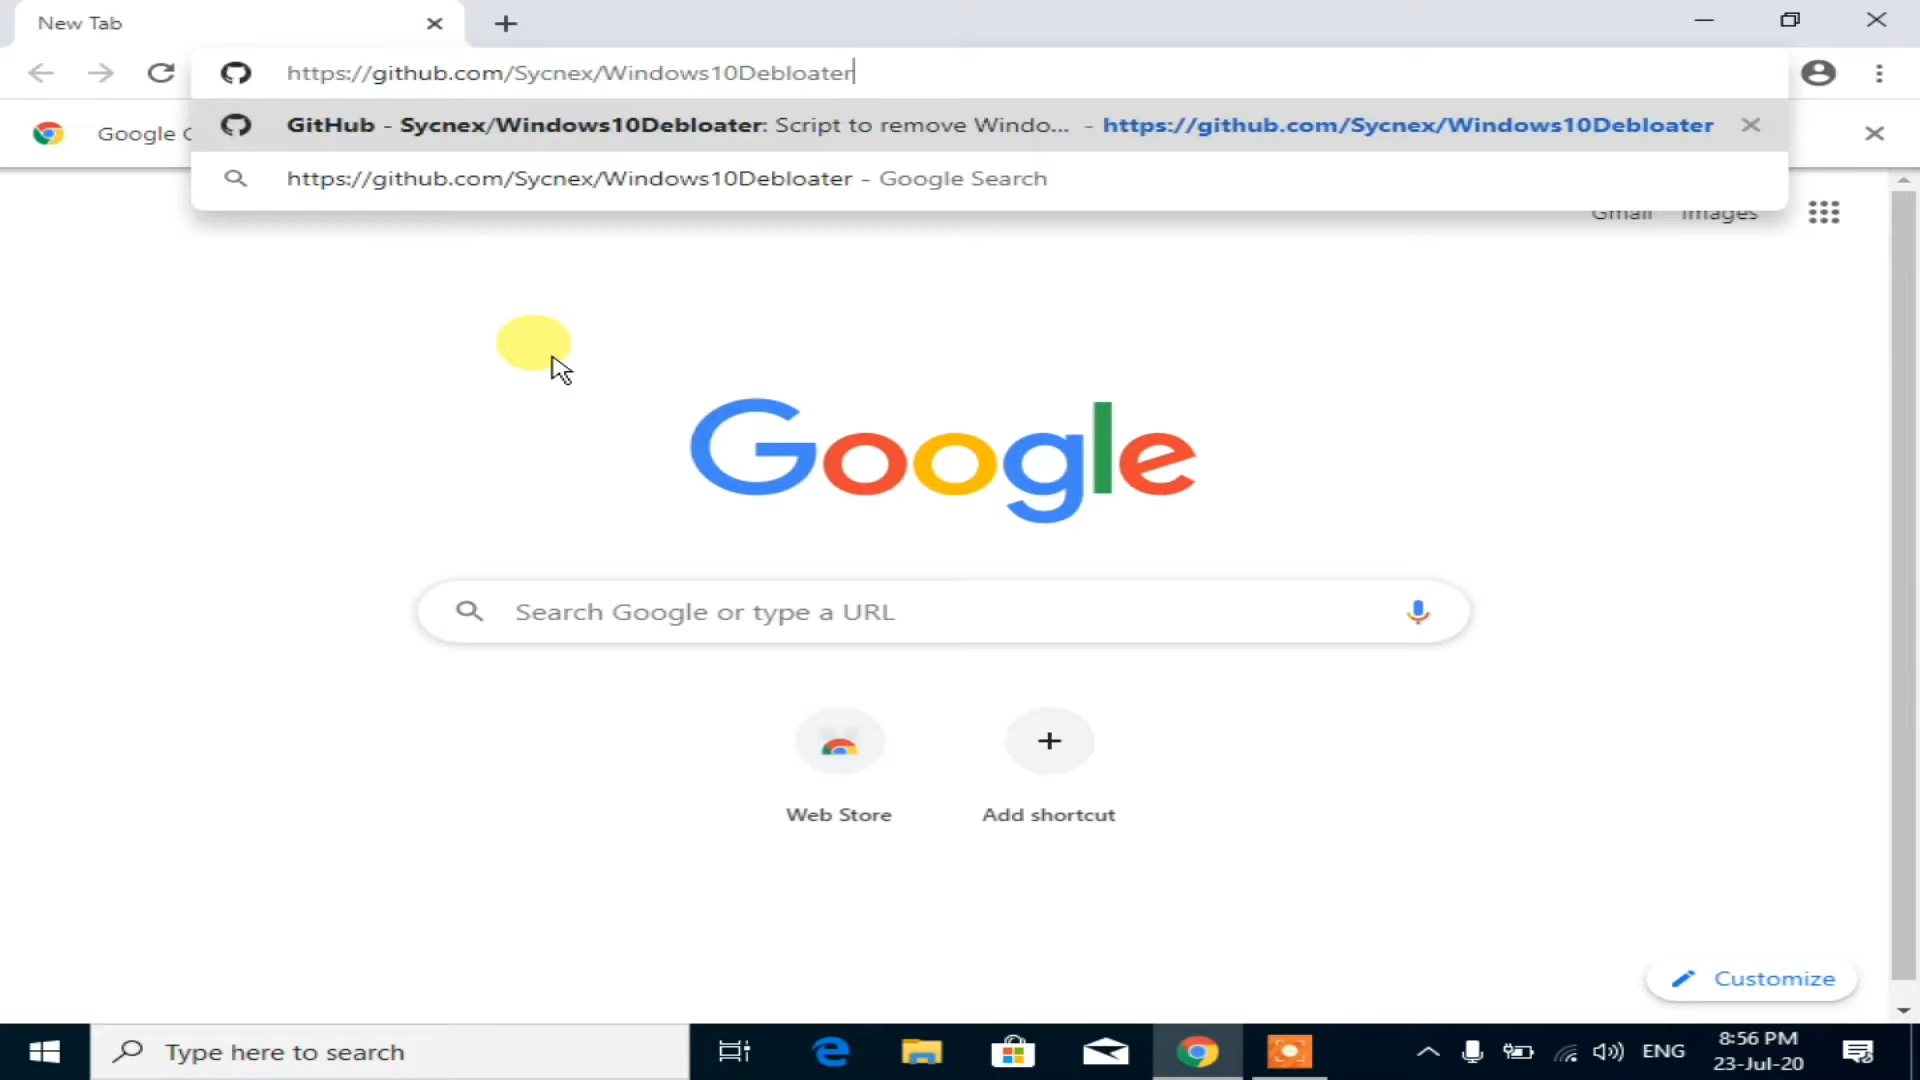 New Tab
https://github.com/Sycnex/Windows10Debloater
GitHub - Sycnex/Windows10Debloater: Script to remove Windo... - https://github.com/Sycnex/Windows10Debloater
Google C
https://github.com/Sycnex/Windows10Debloater - Google Search
Gmail Images
Google
Search Google or type a URL
Web Store
Add shortcut
Customize
Type here to search
ENG
8:56 PM
23-Jul-20